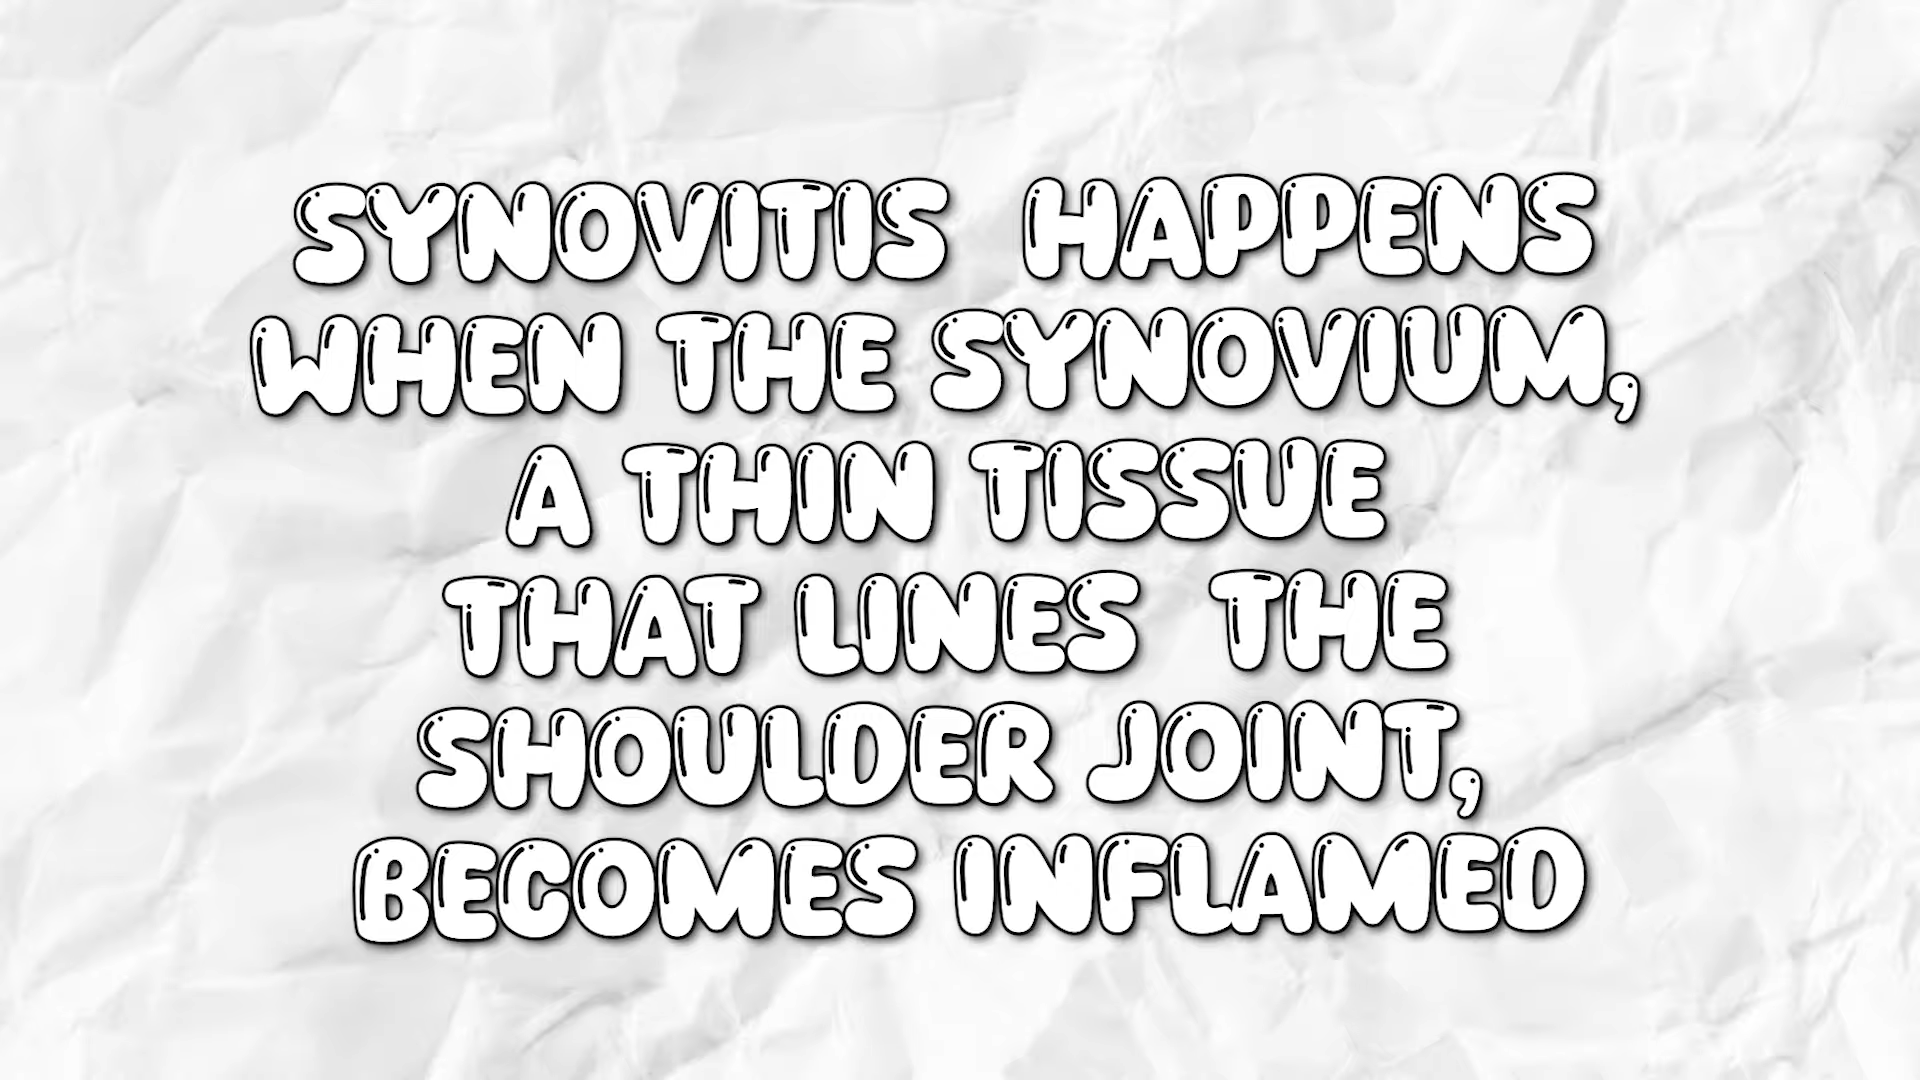 SYNOVITIS HAPPENS
WHEN THE SYNOVIUM,
A THIN TISSUE
THAT LINES THE
SHOULDER JOINT,
BECOMES INFLAMED